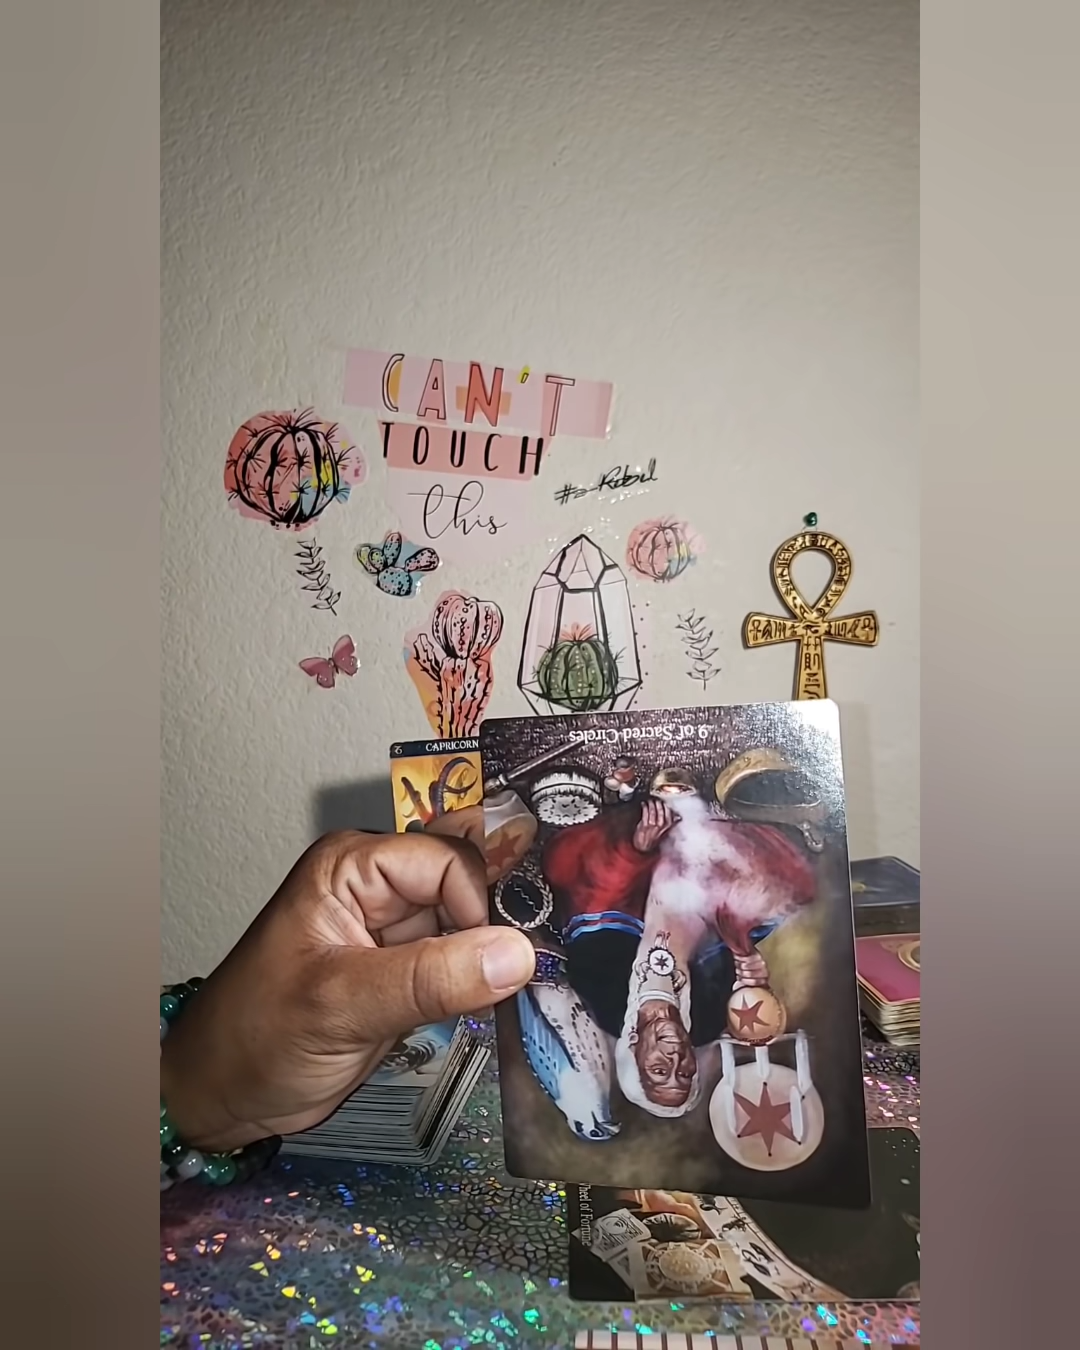 CAN'T
TOUCH
this
CAPRICORN
9 of Sacred Circles
Wheel of Fortune